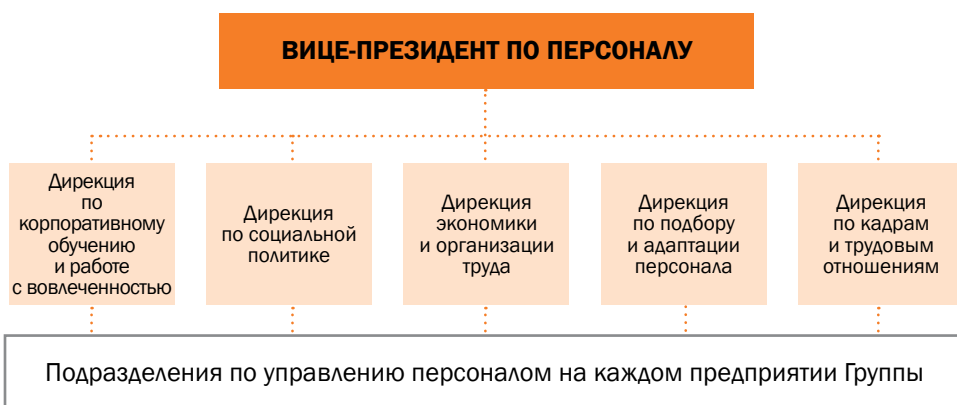 ВИЦЕ-ПРЕЗИДЕНТ ПО ПЕРСОНАЛУ
Дирекция
по
корпоративному
обучению
и работе
с вовлеченностью
Дирекция
по социальной
политике
Дирекция
экономики
и организации
труда
Дирекция
по подбору
и адаптации
персонала
Дирекция
по кадрам
и трудовым
отношениям
Подразделения по управлению персоналом на каждом предприятии Группы